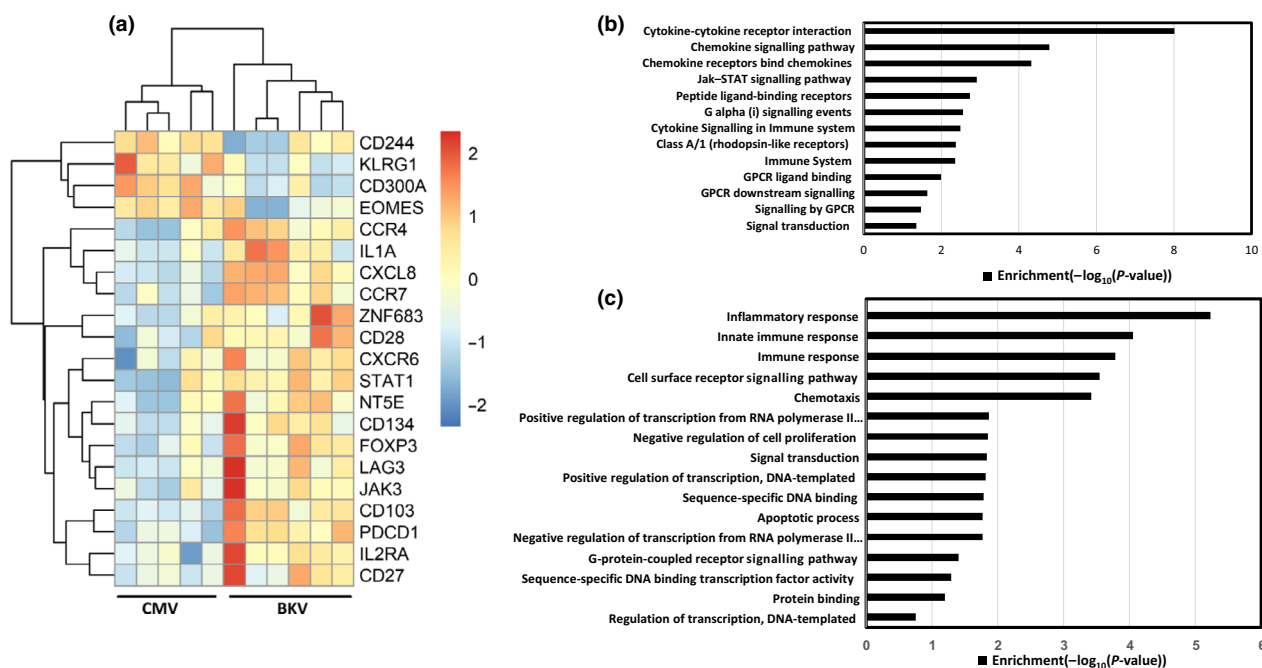 (a)
CD244
KLRG1
CD300A
EOMES
CCR4
IL1A
CXCL8
CCR7
ZNF683
CD28
CXCR6
STAT1
NT5E
CD134
FOXP3
LAG3
JAK3
CD103
PDCD1
IL2RA
CD27
2
1
0
−1
−2
CMV
BKV
(b)
Cytokine-cytokine receptor interaction
Chemokine signalling pathway
Chemokine receptors bind chemokines
Jak–STAT signalling pathway
Peptide ligand-binding receptors
G alpha (i) signalling events
Cytokine Signalling in Immune system
Class A/1 (rhodopsin-like receptors)
Immune System
GPCR ligand binding
GPCR downstream signalling
Signalling by GPCR
Signal transduction
0 2 4 6 8 10
Enrichment(−log10(P-value))
(c)
Inflammatory response
Innate immune response
Immune response
Cell surface receptor signalling pathway
Chemotaxis
Positive regulation of transcription from RNA polymerase II...
Negative regulation of cell proliferation
Signal transduction
Positive regulation of transcription, DNA-templated
Sequence-specific DNA binding
Apoptotic process
Negative regulation of transcription from RNA polymerase II...
G-protein-coupled receptor signalling pathway
Sequence-specific DNA binding transcription factor activity
Protein binding
Regulation of transcription, DNA-templated
0 1 2 3 4 5 6
Enrichment(−log10(P-value))